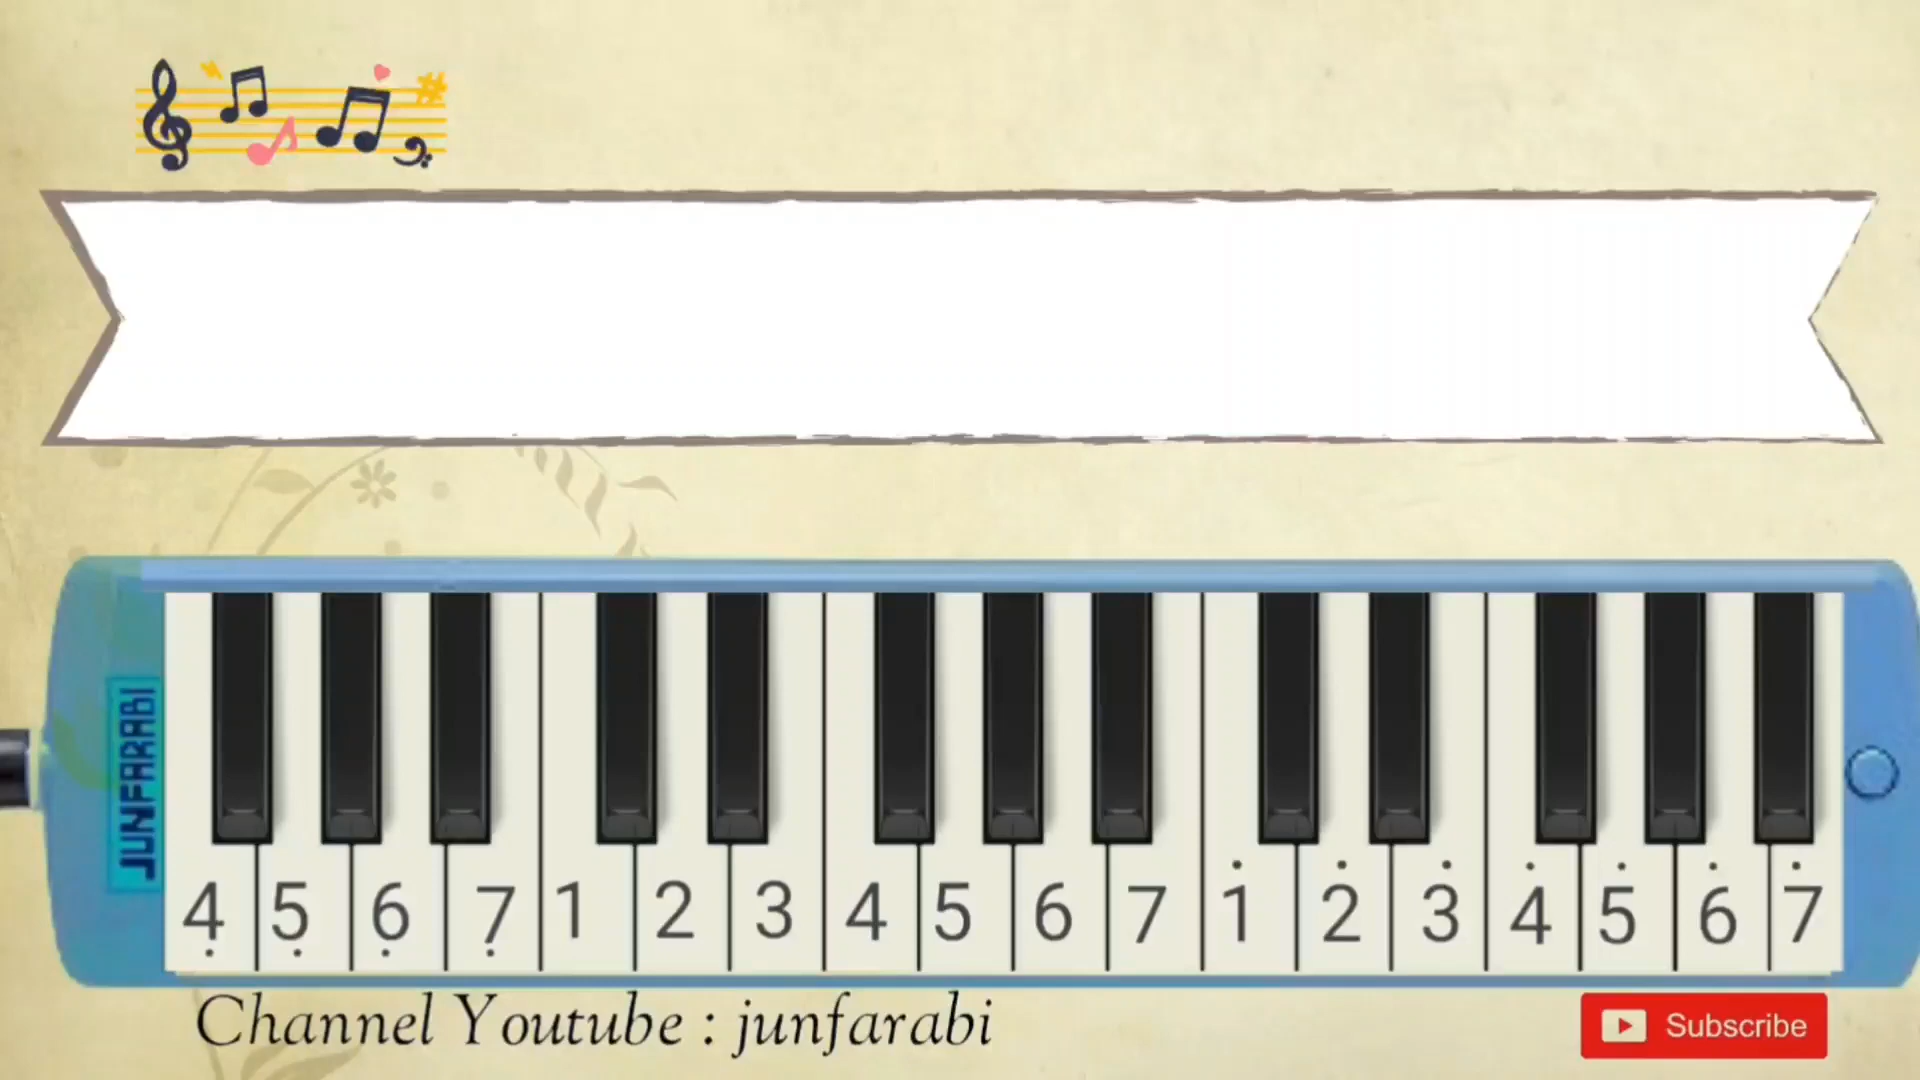 JUNFARABI
4̣ 5̣ 6̣ 7̣ 1 2 3 4 5 6 7 1̇ 2̇ 3̇ 4̇ 5̇ 6̇ 7̇
Channel Youtube : junfarabi
Subscribe